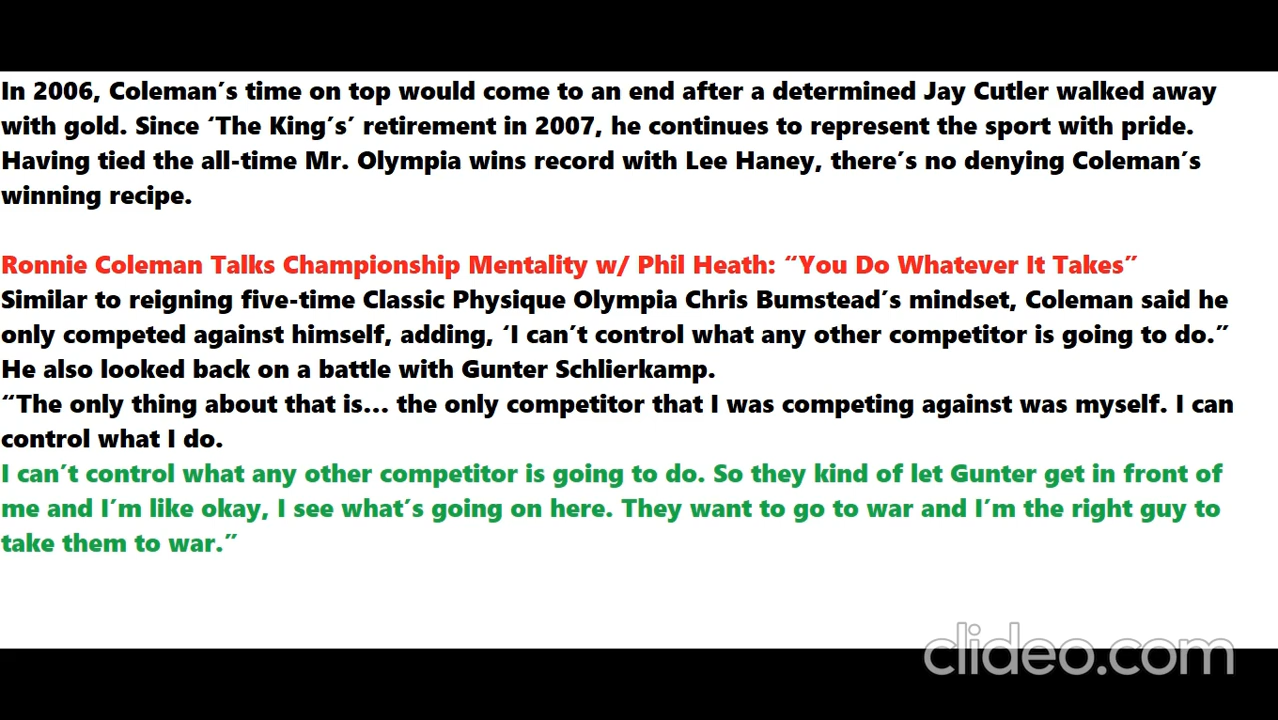 In 2006, Coleman′s time on top would come to an end after a determined Jay Cutler walked away
with gold. Since ‘The King′s′ retirement in 2007, he continues to represent the sport with pride.
Having tied the all-time Mr. Olympia wins record with Lee Haney, there′s no denying Coleman′s
winning recipe.
Ronnie Coleman Talks Championship Mentality w/ Phil Heath: “You Do Whatever It Takes”
Similar to reigning five-time Classic Physique Olympia Chris Bumstead′s mindset, Coleman said he
only competed against himself, adding, ‘I can′t control what any other competitor is going to do.”
He also looked back on a battle with Gunter Schlierkamp.
“The only thing about that is... the only competitor that I was competing against was myself. I can
control what I do.
I can′t control what any other competitor is going to do. So they kind of let Gunter get in front of
me and I′m like okay, I see what′s going on here. They want to go to war and I′m the right guy to
take them to war.”
clideo.com